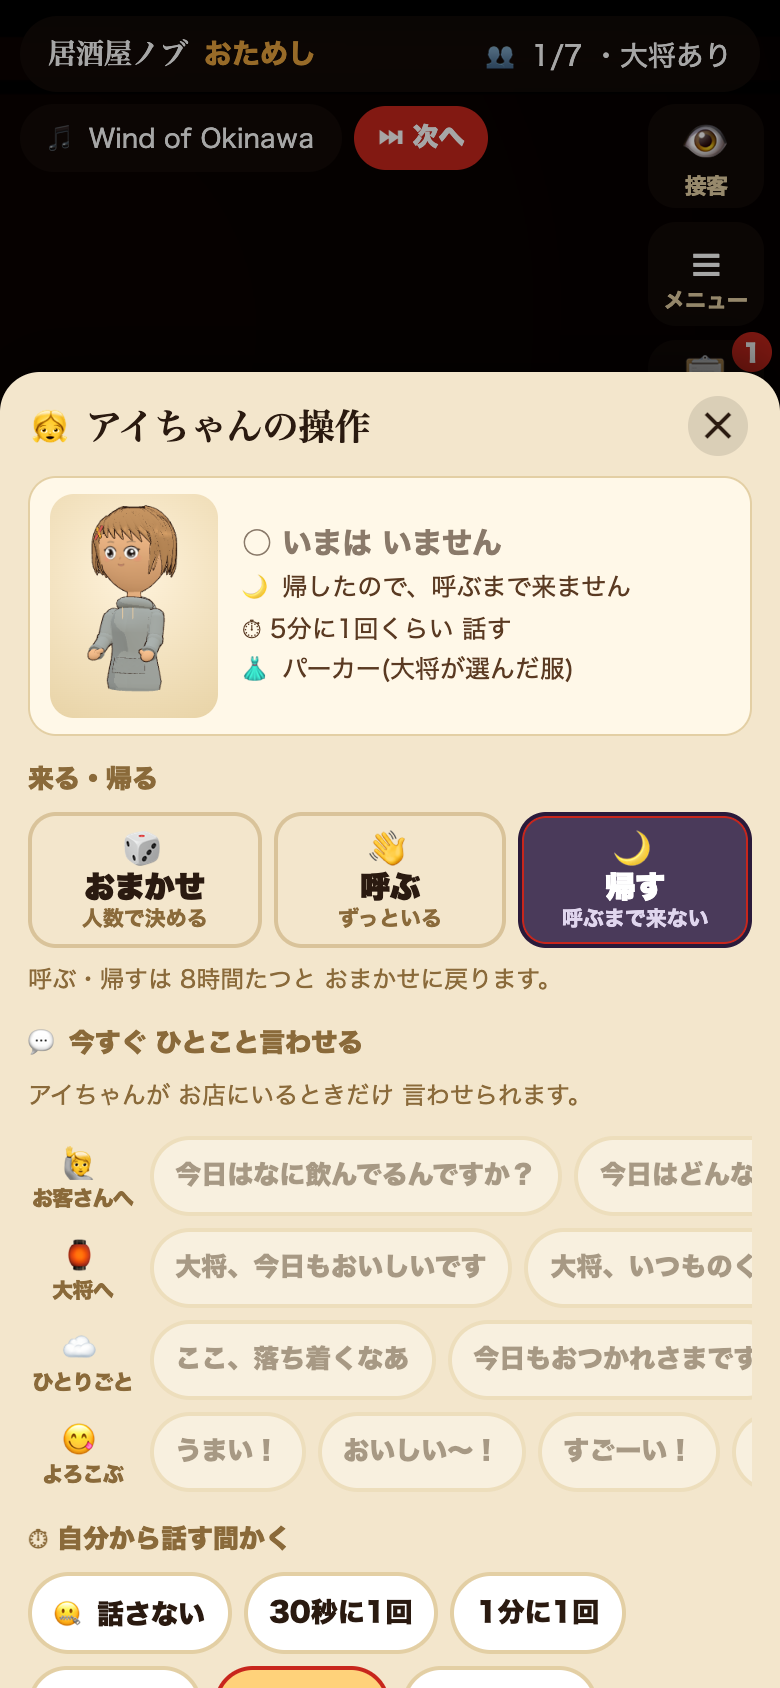 居酒屋ノブ おためし
1/7 ・大将あり
Wind of Okinawa
次へ
接客
メニュー
1
アイちゃんの操作
いまは いません
帰したので、呼ぶまで来ません
5分に1回くらい 話す
パーカー(大将が選んだ服)
来る・帰る
おまかせ
人数で決める
呼ぶ
ずっといる
帰す
呼ぶまで来ない
呼ぶ・帰すは 8時間たつと おまかせに戻ります。
今すぐ ひとこと言わせる
アイちゃんが お店にいるときだけ 言わせられます。
お客さんへ
今日はなに飲んでるんですか？
今日はどんな
大将へ
大将、今日もおいしいです
大将、いつものく
ひとりごと
ここ、落ち着くなあ
今日もおつかれさまです
よろこぶ
うまい！
おいしい〜！
すごーい！
自分から話す間かく
話さない
30秒に1回
1分に1回